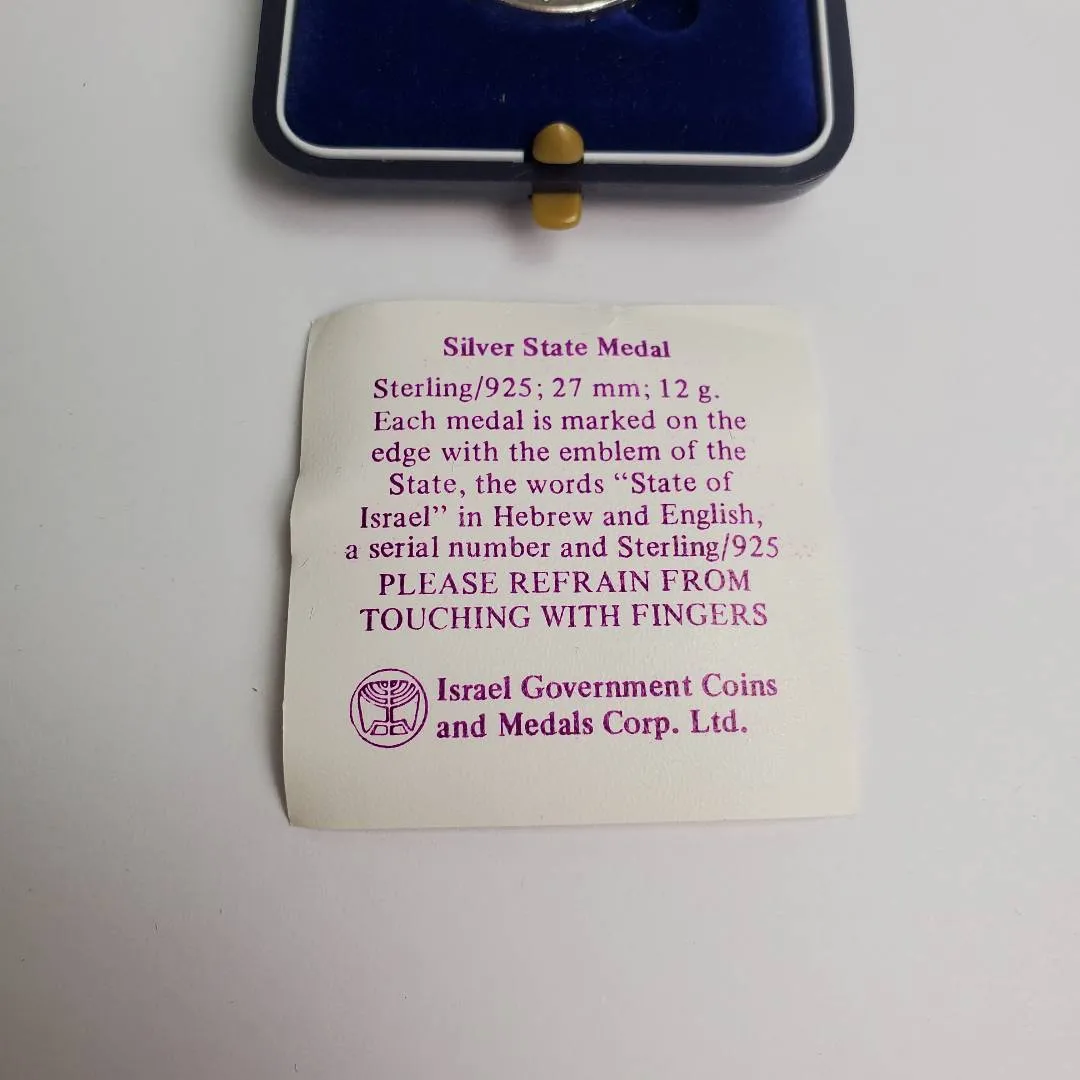 Silver State Medal
Sterling/925; 27 mm; 12 g.
Each medal is marked on the
edge with the emblem of the
State, the words “State of
Israel” in Hebrew and English,
a serial number and Sterling/925
PLEASE REFRAIN FROM
TOUCHING WITH FINGERS
Israel Government Coins
and Medals Corp. Ltd.